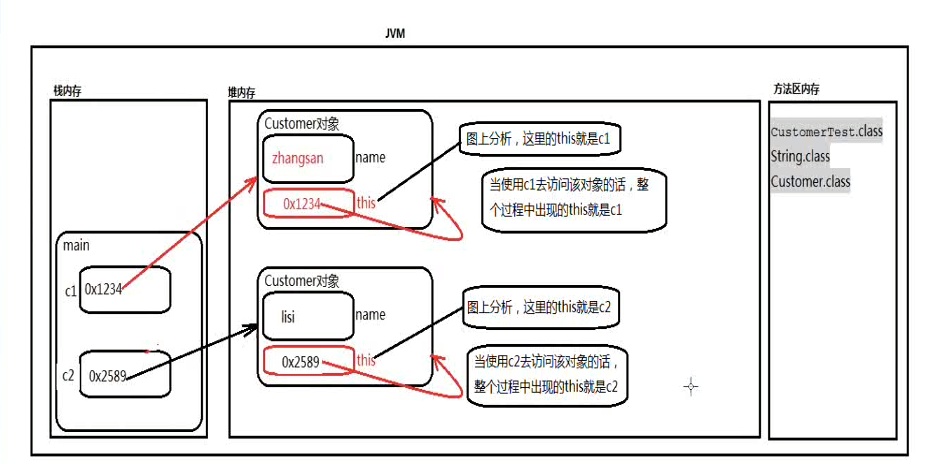 JVM
栈内存
main
c1
0x1234
c2
0x2589
堆内存
Customer对象
zhangsan
name
0x1234
this
图上分析，这里的this就是c1
当使用c1去访问该对象的话，整
个过程中出现的this就是c1
Customer对象
lisi
name
0x2589
this
图上分析，这里的this就是c2
当使用c2去访问该对象的话，
整个过程中出现的this就是c2
方法区内存
CustomerTest.class
String.class
Customer.class